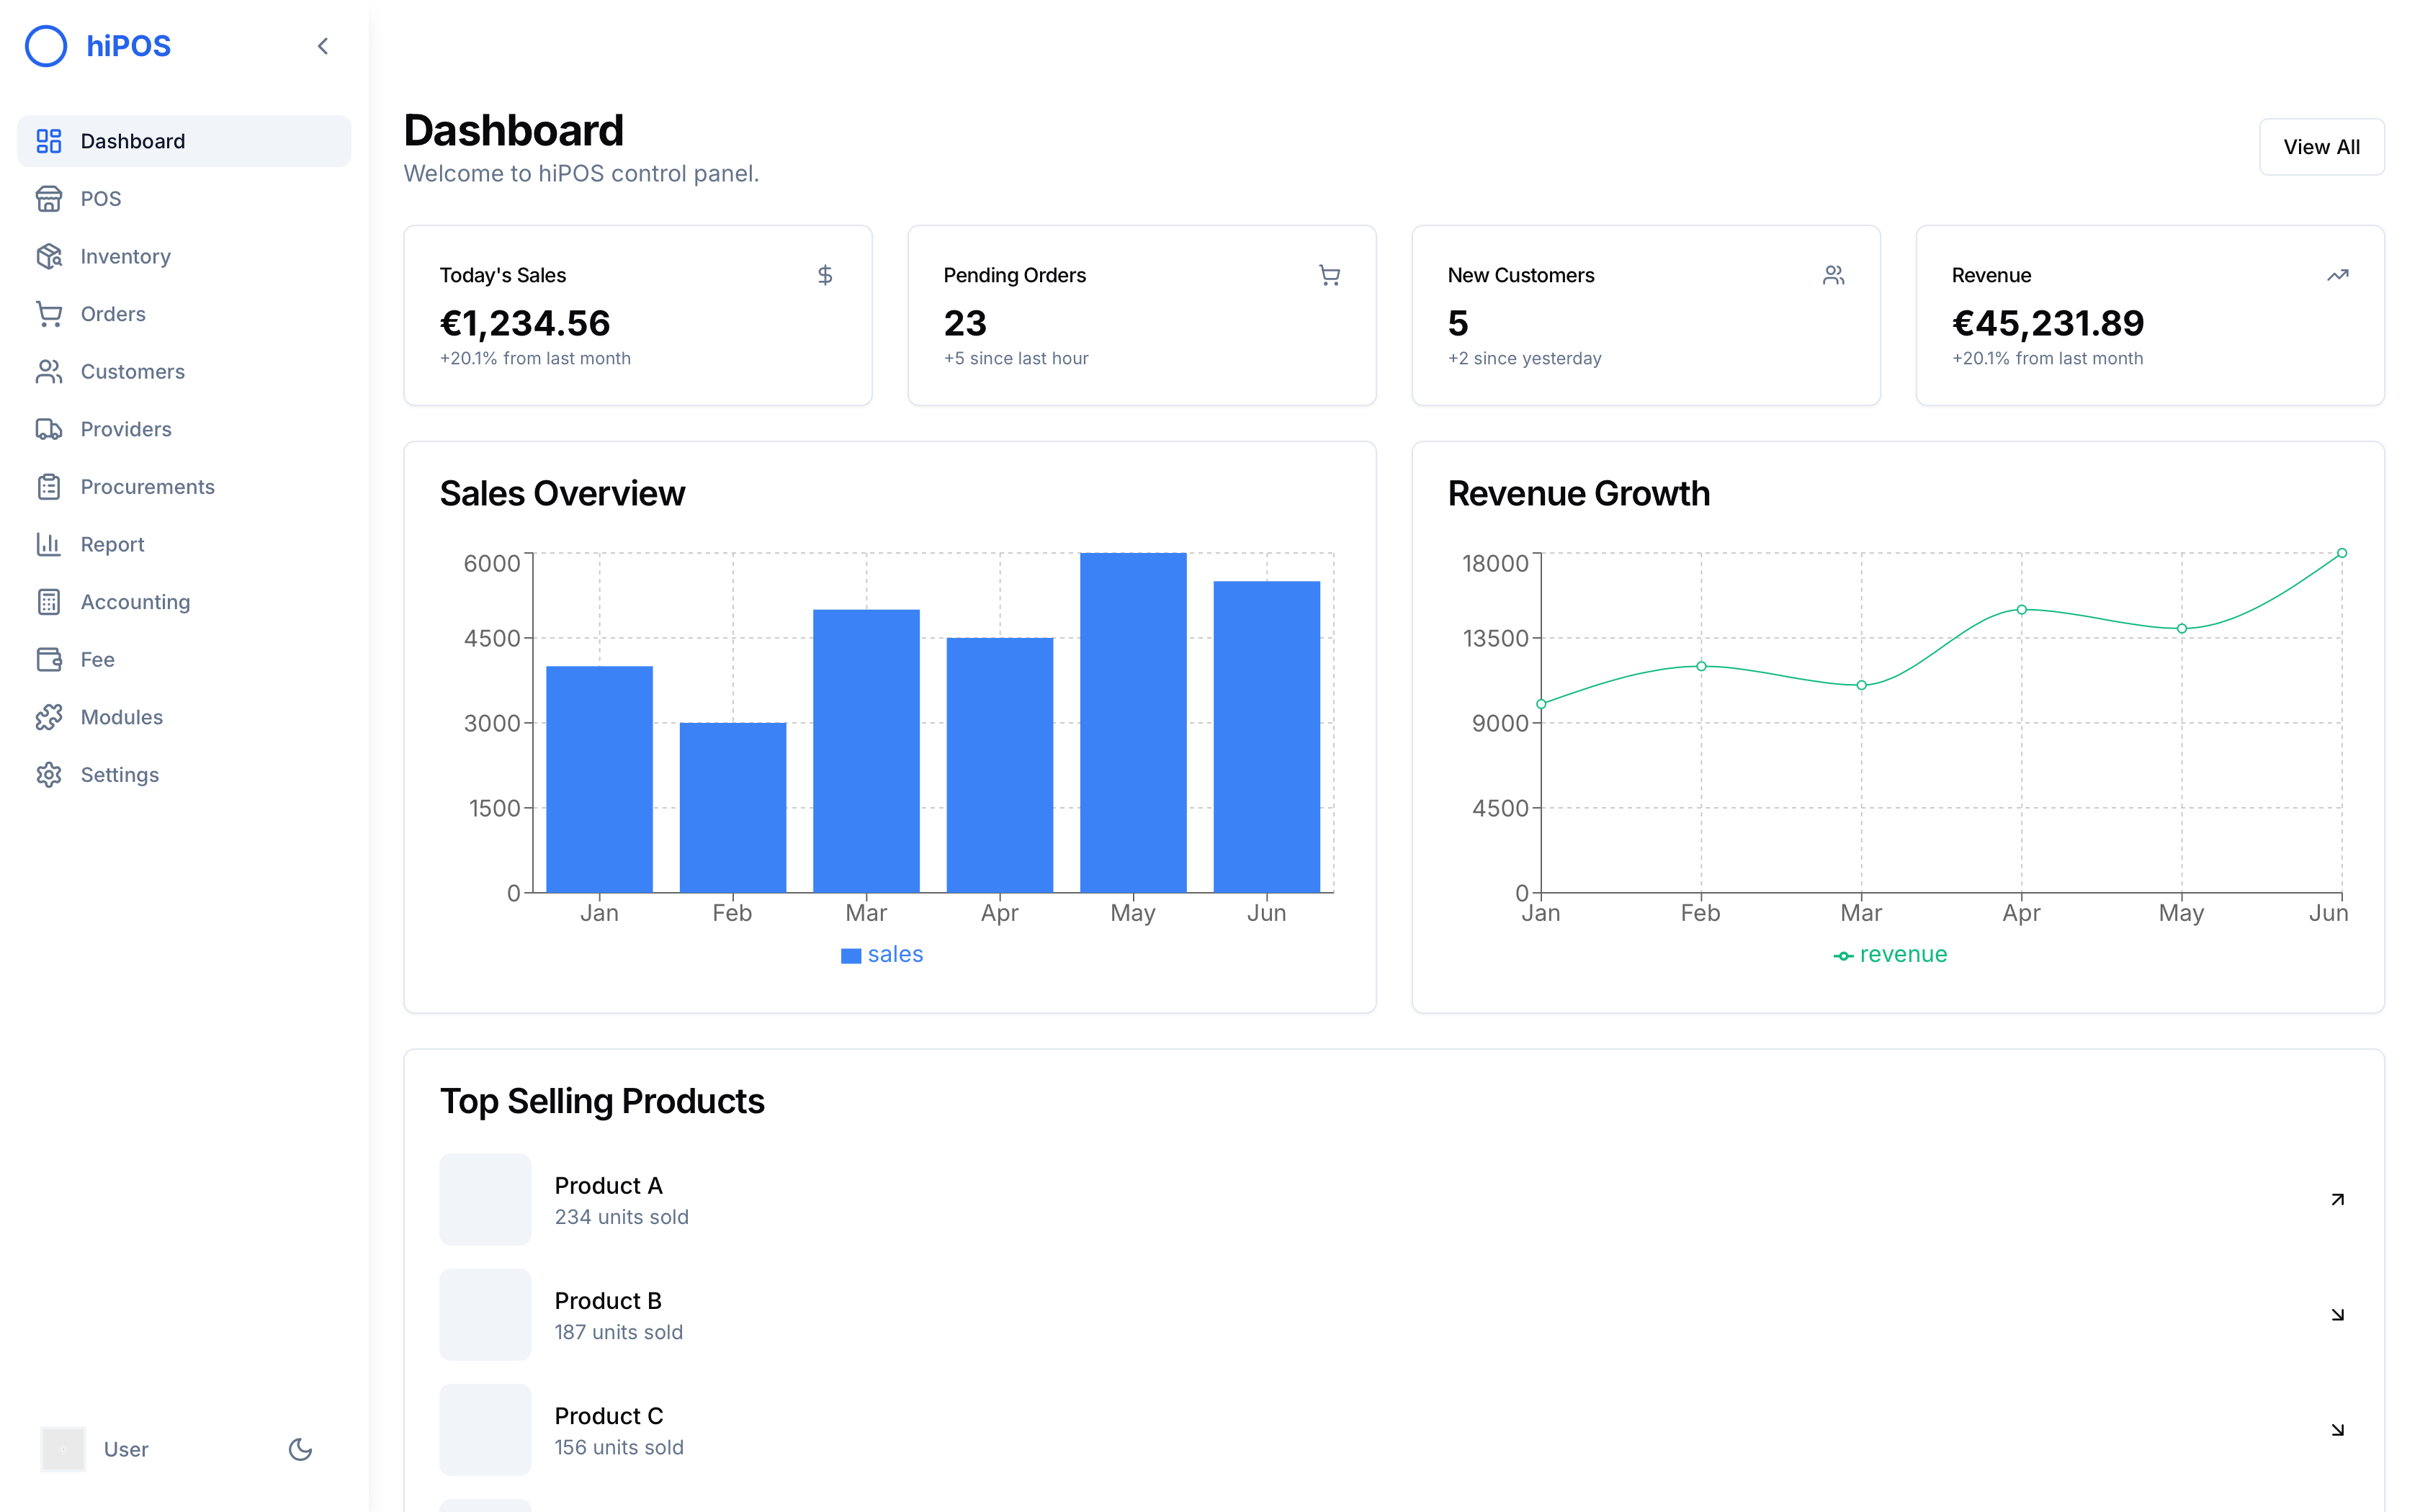 hiPOS
Dashboard
POS
Inventory
Orders
Customers
Providers
Procurements
Report
Accounting
Fee
Modules
Settings
User
Dashboard
Welcome to hiPOS control panel.
View All
Today's Sales
€1,234.56
+20.1% from last month
Pending Orders
23
+5 since last hour
New Customers
5
+2 since yesterday
Revenue
€45,231.89
+20.1% from last month
Sales Overview
6000
4500
3000
1500
0
Jan Feb Mar Apr May Jun
sales
Revenue Growth
18000
13500
9000
4500
0
Jan Feb Mar Apr May Jun
revenue
Top Selling Products
Product A
234 units sold
Product B
187 units sold
Product C
156 units sold